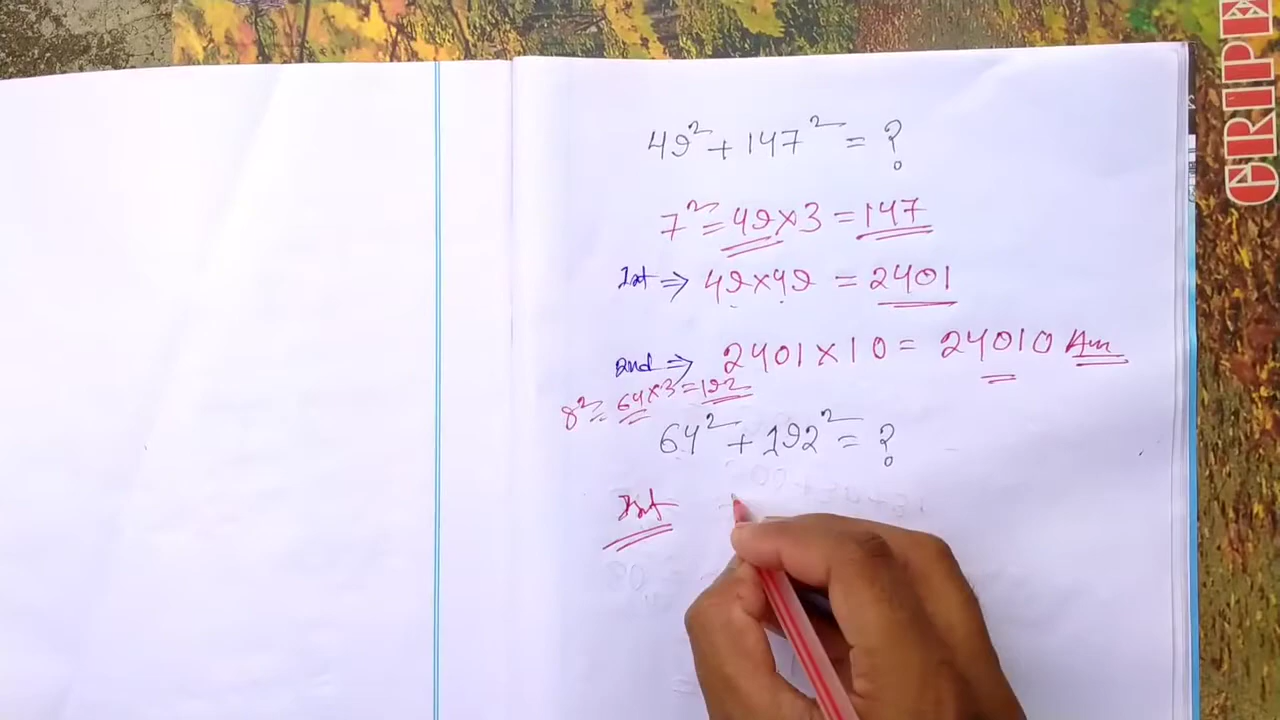 49² + 147² = ?
7² = 49 × 3 = 147
1st ⇒ 49 × 49 = 2401
2nd ⇒ 2401 × 10 = 24010 Ans
8² = 64 × 3 = 192
64² + 192² = ?
1st
GRIPE